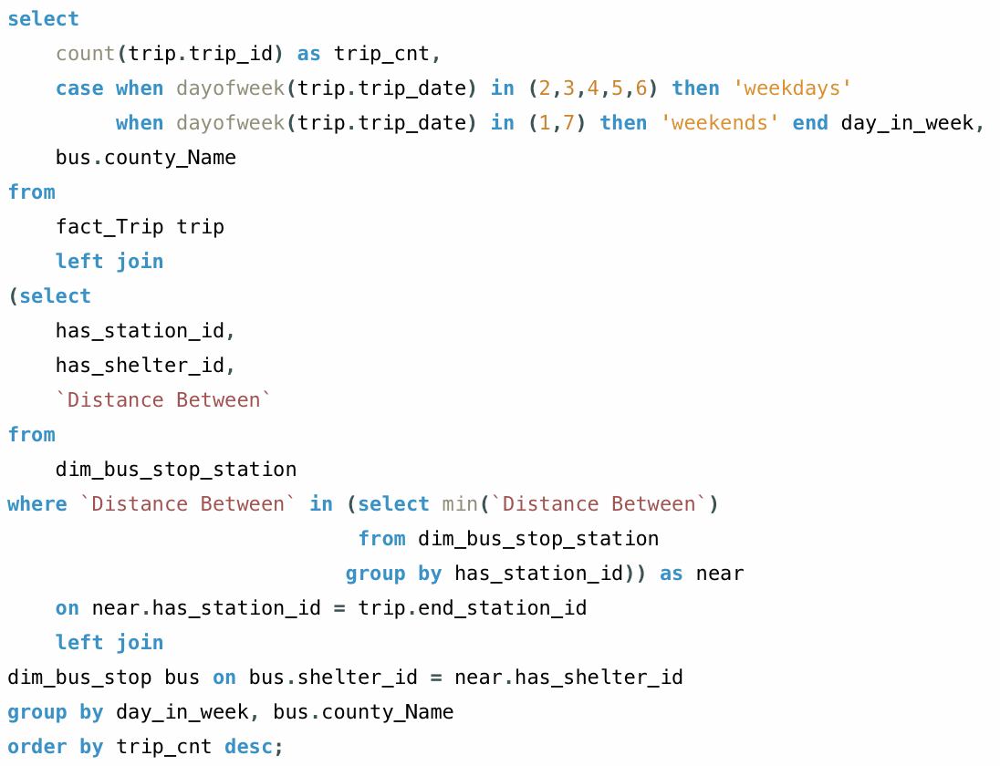 select
    count(trip.trip_id) as trip_cnt,
    case when dayofweek(trip.trip_date) in (2,3,4,5,6) then 'weekdays'
         when dayofweek(trip.trip_date) in (1,7) then 'weekends' end day_in_week,
    bus.county_Name
from
    fact_Trip trip
    left join
(select
    has_station_id,
    has_shelter_id,
    `Distance Between`
from
    dim_bus_stop_station
where `Distance Between` in (select min(`Distance Between`)
                             from dim_bus_stop_station
                            group by has_station_id)) as near
    on near.has_station_id = trip.end_station_id
    left join
dim_bus_stop bus on bus.shelter_id = near.has_shelter_id
group by day_in_week, bus.county_Name
order by trip_cnt desc;